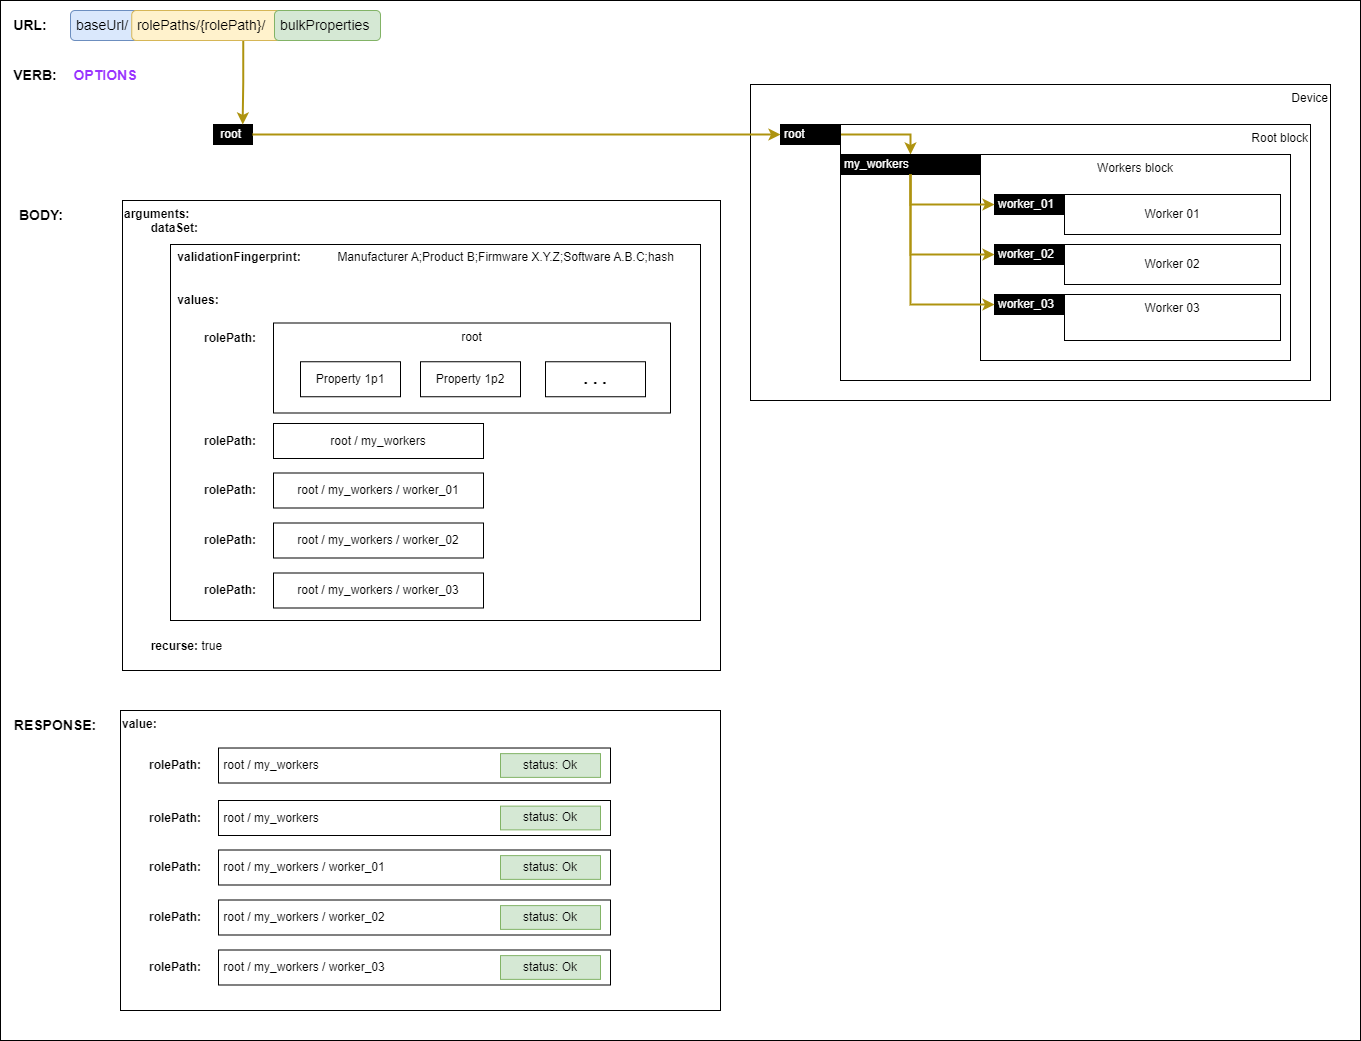 URL: baseUrl/ rolePaths/{rolePath}/ bulkProperties
VERB: OPTIONS
root
Device
root
Root block
my_workers
Workers block
worker_01 Worker 01
worker_02 Worker 02
worker_03 Worker 03
BODY:
arguments:
dataSet:
validationFingerprint: Manufacturer A;Product B;Firmware X.Y.Z;Software A.B.C;hash
values:
rolePath: root
Property 1p1 Property 1p2 . . .
rolePath: root / my_workers
rolePath: root / my_workers / worker_01
rolePath: root / my_workers / worker_02
rolePath: root / my_workers / worker_03
recurse: true
RESPONSE:
value:
rolePath: root / my_workers status: Ok
rolePath: root / my_workers status: Ok
rolePath: root / my_workers / worker_01 status: Ok
rolePath: root / my_workers / worker_02 status: Ok
rolePath: root / my_workers / worker_03 status: Ok